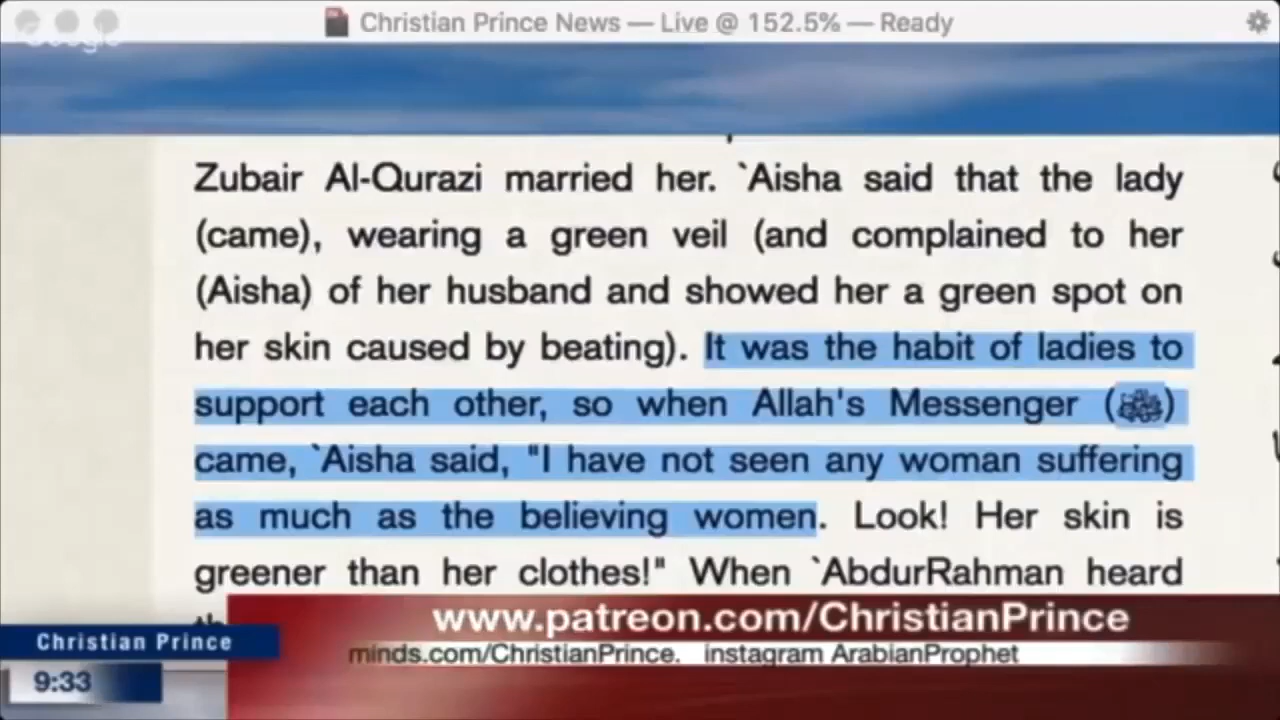 Christian Prince News — Live @ 152.5% — Ready
Google
Zubair Al-Qurazi married her. `Aisha said that the lady
(came), wearing a green veil (and complained to her
(Aisha) of her husband and showed her a green spot on
her skin caused by beating). It was the habit of ladies to
support each other, so when Allah's Messenger (ﷺ)
came, `Aisha said, "I have not seen any woman suffering
as much as the believing women. Look! Her skin is
greener than her clothes!" When `AbdurRahman heard
www.patreon.com/ChristianPrince
Christian Prince
minds.com/ChristianPrince. instagram ArabianProphet
9:33